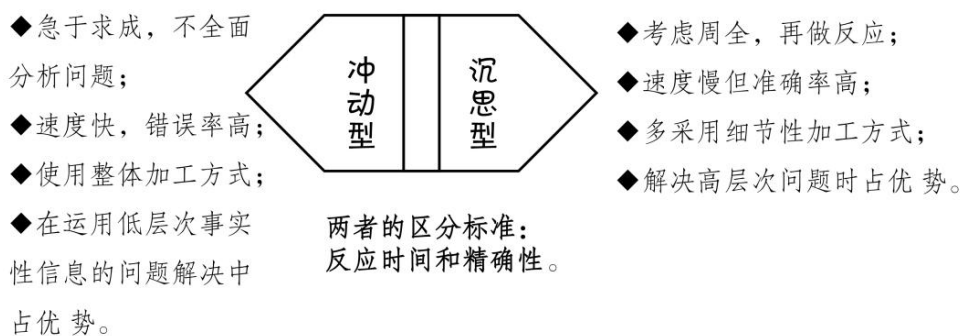 ◆急于求成，不全面
分析问题；
◆速度快，错误率高；
◆使用整体加工方式；
◆在运用低层次事实
性信息的问题解决中
占优 势。
冲动型
沉思型
两者的区分标准：
反应时间和精确性。
◆考虑周全，再做反应；
◆速度慢但准确率高；
◆多采用细节性加工方式；
◆解决高层次问题时占优 势。